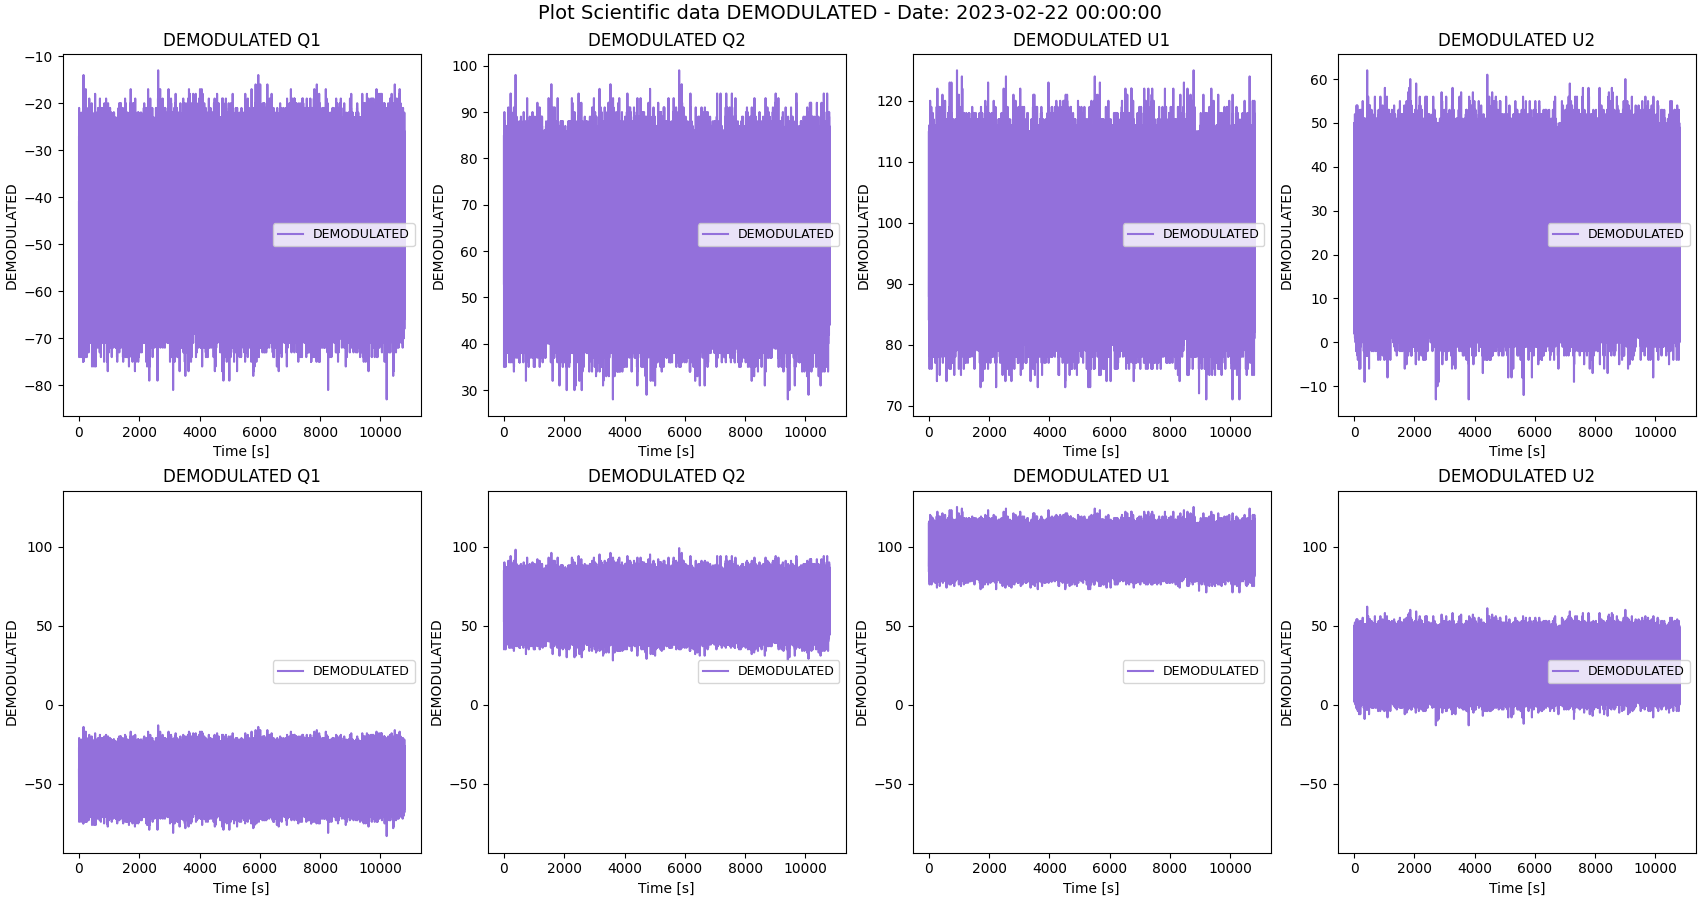 Plot Scientific data DEMODULATED - Date: 2023-02-22 00:00:00
DEMODULATED Q1
DEMODULATED
−10
−20
−30
−40
−50
−60
−70
−80
DEMODULATED
0 2000 4000 6000 8000 10000
Time [s]
DEMODULATED Q2
DEMODULATED
100
90
80
70
60
50
40
30
DEMODULATED
0 2000 4000 6000 8000 10000
Time [s]
DEMODULATED U1
DEMODULATED
120
110
100
90
80
70
DEMODULATED
0 2000 4000 6000 8000 10000
Time [s]
DEMODULATED U2
DEMODULATED
60
50
40
30
20
10
0
−10
DEMODULATED
0 2000 4000 6000 8000 10000
Time [s]
DEMODULATED Q1
DEMODULATED
100
50
0
−50
DEMODULATED
0 2000 4000 6000 8000 10000
Time [s]
DEMODULATED Q2
DEMODULATED
100
50
0
−50
DEMODULATED
0 2000 4000 6000 8000 10000
Time [s]
DEMODULATED U1
DEMODULATED
100
50
0
−50
DEMODULATED
0 2000 4000 6000 8000 10000
Time [s]
DEMODULATED U2
DEMODULATED
100
50
0
−50
DEMODULATED
0 2000 4000 6000 8000 10000
Time [s]